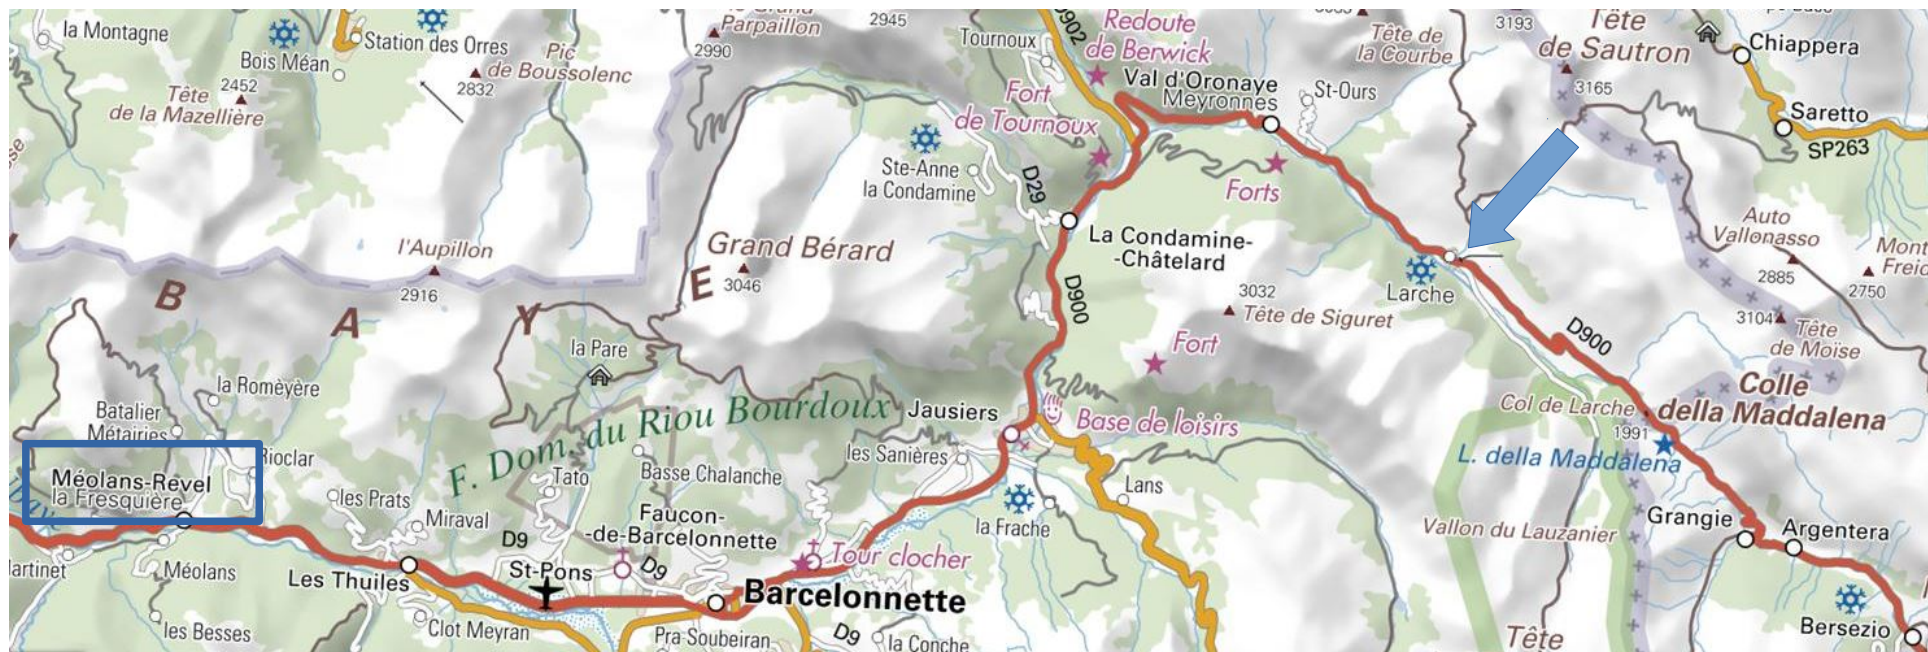 la Montagne
Bois Méan
Station des Orres
Pic
de Boussolenc
2832
2452
Tête
de la Mazellière
Parpaillon
2990
2945
Tournoux
D902
Redoute
de Berwick
Fort
de Tournoux
Val d'Oronaye
Meyronnes
St-Ours
Tête de
la Courbe
3193
Tête
de Sautron
3165
Chiappera
Saretto
SP263
Ste-Anne
la Condamine
D29
Forts
Auto
Vallonasso
2885
Mont
Freid
2750
l'Aupillon
2916
Grand Bérard
3046
La Condamine-
-Châtelard
D900
3032
Tête de Siguret
Larche
D900
3104
Tête
de Moïse
B A Y E
la Pare
Fort
la Romèyère
Batalier
Métairies
Rioclar
Méolans-Revel
la Fresquière
F. Dom. du Riou Bourdoux
Jausiers
Base de loisirs
les Sanières
Col de Larche
1991
Colle
della Maddalena
L. della Maddalena
les Prats
Tato
Basse Chalanche
Lans
Miraval
Faucon-
-de-Barcelonnette
la Frache
Vallon du Lauzanier
Grangie
Argentera
Méolans
Les Thuiles
D9
St-Pons
D9
Tour clocher
Barcelonnette
les Besses
Clot Meyran
Pra-Soubeiran
D9
la Conche
Tête
Bersezio